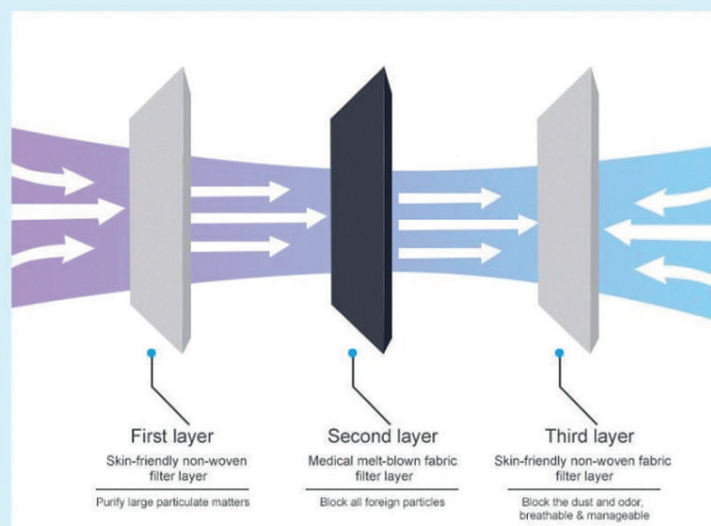 First layer
Skin-friendly non-woven
filter layer
Purify large particulate matters
Second layer
Medical melt-blown fabric
filter layer
Block all foreign particles
Third layer
Skin-friendly non-woven fabric
filter layer
Block the dust and odor,
breathable & manageable